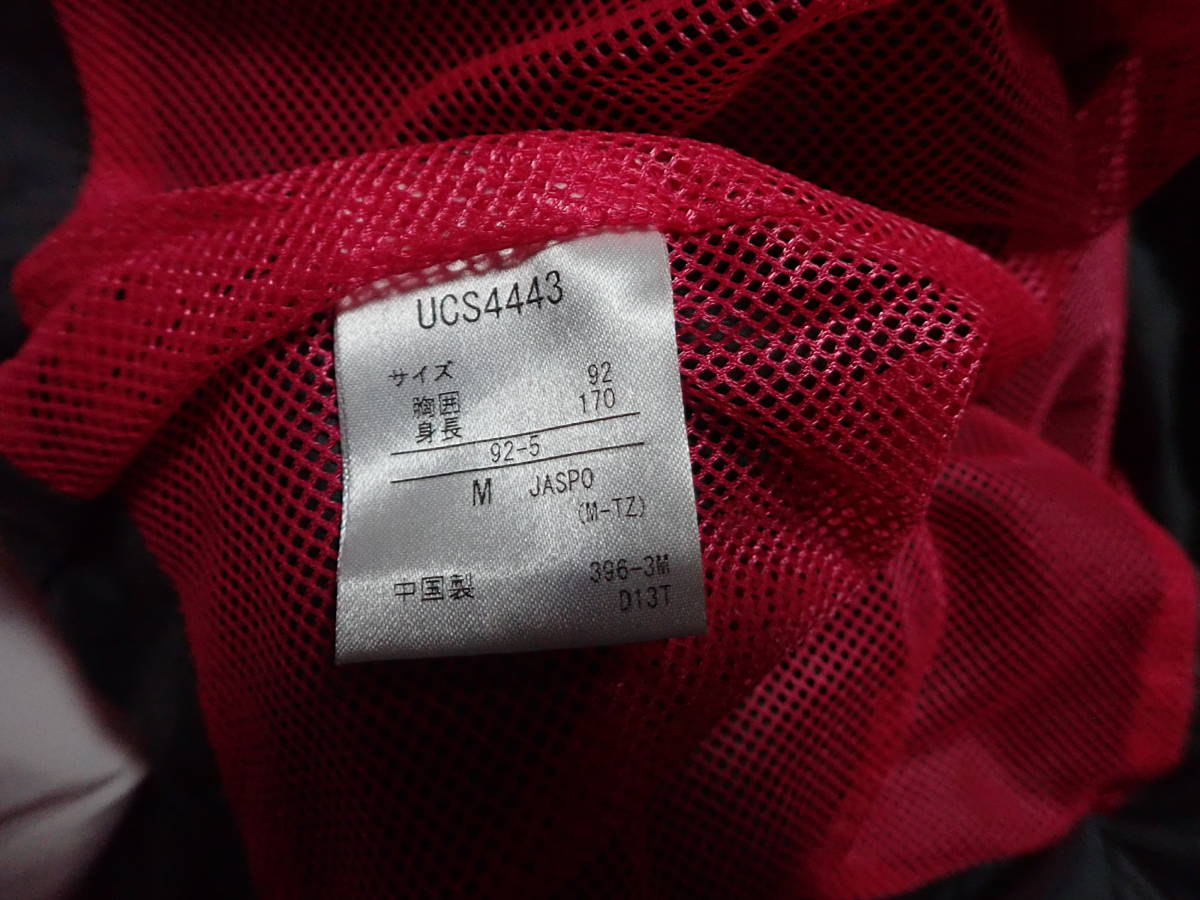 UCS4443
サイズ
胸囲 92
身長 170
92-5
M JASPO
(M-TZ)
396-3M
中国製 D13T